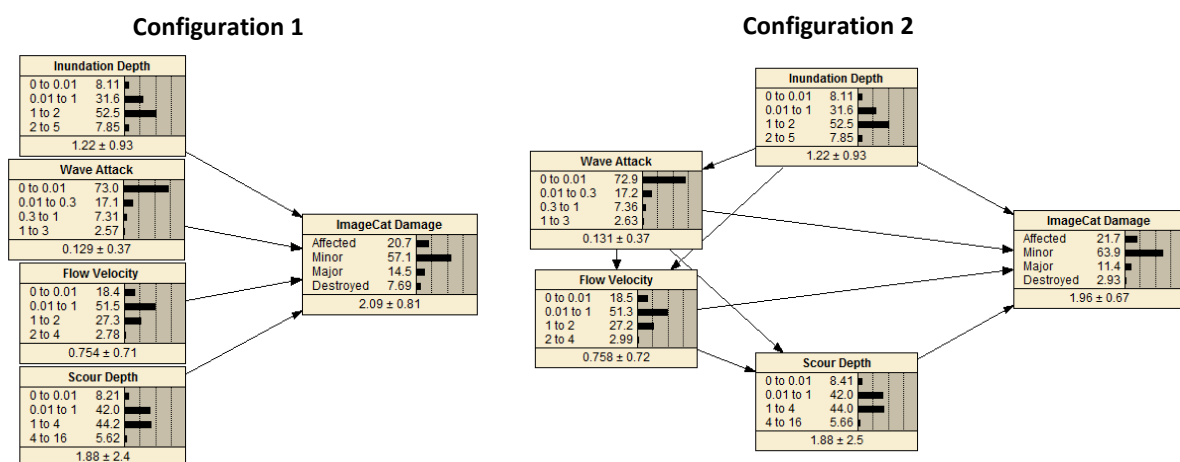 Configuration 1
Inundation Depth
0 to 0.01 8.11
0.01 to 1 31.6
1 to 2 52.5
2 to 5 7.85
1.22 ± 0.93
Wave Attack
0 to 0.01 73.0
0.01 to 0.3 17.1
0.3 to 1 7.31
1 to 3 2.57
0.129 ± 0.37
Flow Velocity
0 to 0.01 18.4
0.01 to 1 51.5
1 to 2 27.3
2 to 4 2.78
0.754 ± 0.71
Scour Depth
0 to 0.01 8.21
0.01 to 1 42.0
1 to 4 44.2
4 to 16 5.62
1.88 ± 2.4
ImageCat Damage
Affected 20.7
Minor 57.1
Major 14.5
Destroyed 7.69
2.09 ± 0.81
Configuration 2
Inundation Depth
0 to 0.01 8.11
0.01 to 1 31.6
1 to 2 52.5
2 to 5 7.85
1.22 ± 0.93
Wave Attack
0 to 0.01 72.9
0.01 to 0.3 17.2
0.3 to 1 7.36
1 to 3 2.63
0.131 ± 0.37
Flow Velocity
0 to 0.01 18.5
0.01 to 1 51.3
1 to 2 27.2
2 to 4 2.99
0.758 ± 0.72
Scour Depth
0 to 0.01 8.41
0.01 to 1 42.0
1 to 4 44.0
4 to 16 5.66
1.88 ± 2.5
ImageCat Damage
Affected 21.7
Minor 63.9
Major 11.4
Destroyed 2.93
1.96 ± 0.67